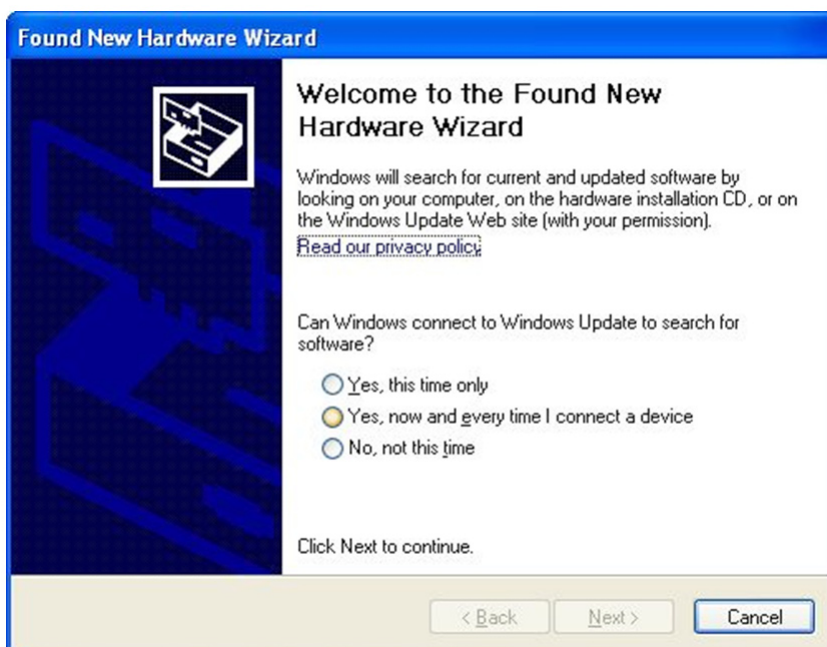 Found New Hardware Wizard
Welcome to the Found New
Hardware Wizard
Windows will search for current and updated software by
looking on your computer, on the hardware installation CD, or on
the Windows Update Web site (with your permission).
Read our privacy policy
Can Windows connect to Windows Update to search for
software?
Yes, this time only
Yes, now and every time I connect a device
No, not this time
Click Next to continue.
< Back Next > Cancel